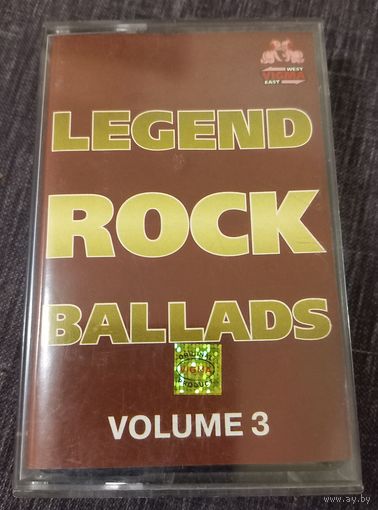 WEST
VIGMA
EAST
LEGEND
ROCK
BALLADS
ORIGINAL
VIGMA
PRODUCT
VOLUME 3
www.ay.by